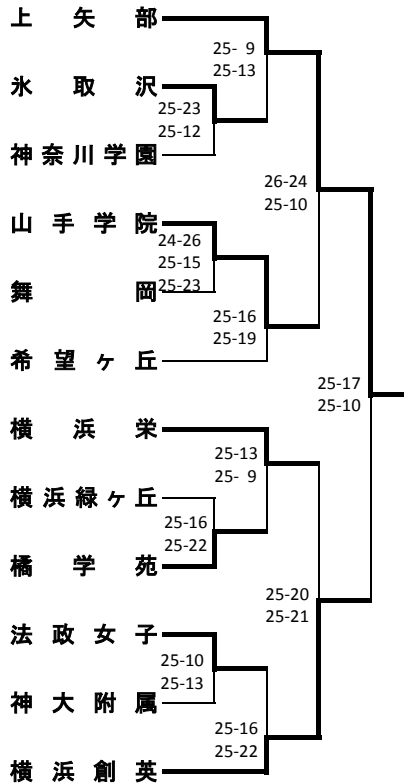 上矢部
25- 9
25-13
氷取沢
25-23
25-12
神奈川学園
26-24
25-10
山手学院
24-26
25-15
25-23
舞岡
25-16
25-19
希望ヶ丘
25-17
25-10
横浜栄
25-13
25- 9
横浜緑ヶ丘
25-16
25-22
橘学苑
25-20
25-21
法政女子
25-10
25-13
神大附属
25-16
25-22
横浜創英